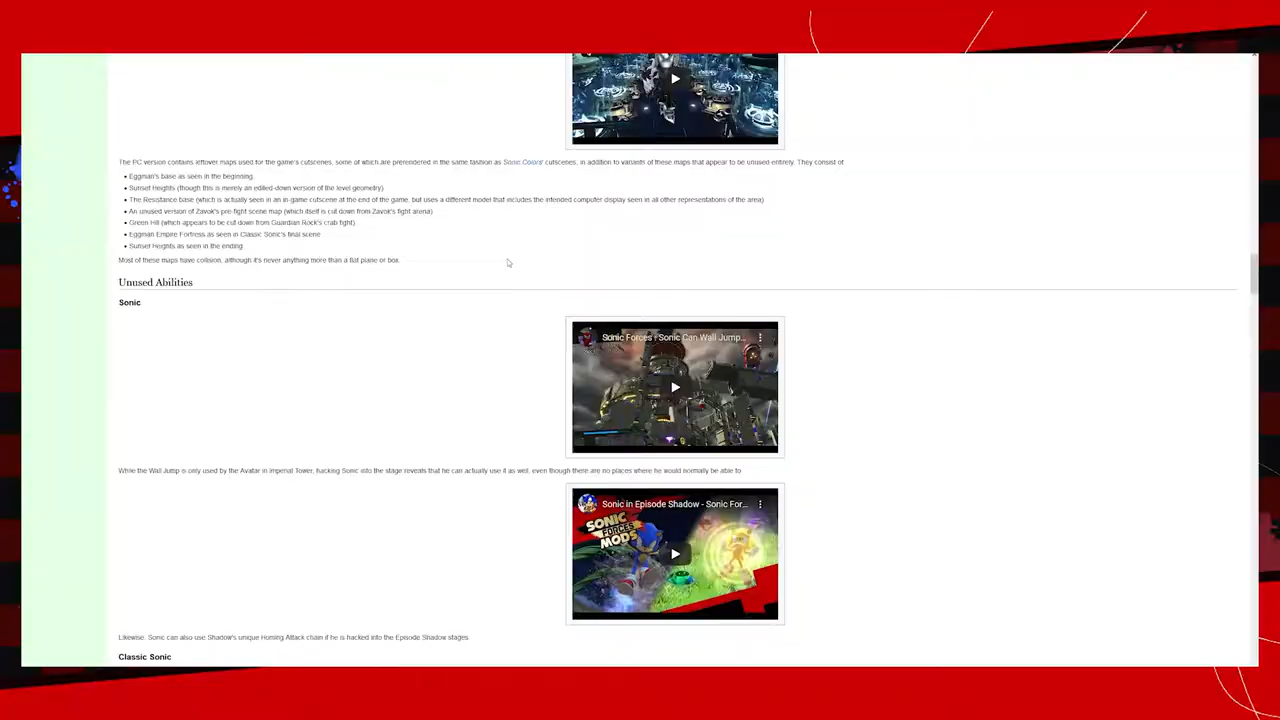 The PC version contains leftover maps used for the game's cutscenes, some of which are prerendered in the same fashion as Sonic Colors' cutscenes, in addition to variants of these maps that appear to be unused entirely. They consist of
• Eggman's base as seen in the beginning.
• Sunset Heights (though this is merely an edited-down version of the level geometry).
• The Resistance base (which is actually seen in an in-game cutscene at the end of the game, but uses a different model that includes the intended computer display seen in all other representations of the area)
• An unused version of Zavok's pre-fight scene map (which itself is cut down from Zavok's fight arena)
• Green Hill (which appears to be cut down from Guardian Rock's crab fight)
• Eggman Empire Fortress as seen in Classic Sonic's final scene
• Sunset Heights as seen in the ending
Most of these maps have collision, although it's never anything more than a flat plane or box.
Unused Abilities
Sonic
Sonic Forces : Sonic Can Wall Jump...
While the Wall Jump is only used by the Avatar in Imperial Tower, hacking Sonic into the stage reveals that he can actually use it as well, even though there are no places where he would normally be able to
Sonic in Episode Shadow - Sonic For...
SONIC
FORCES
MODS
Likewise, Sonic can also use Shadow's unique Homing Attack chain if he is hacked into the Episode Shadow stages.
Classic Sonic